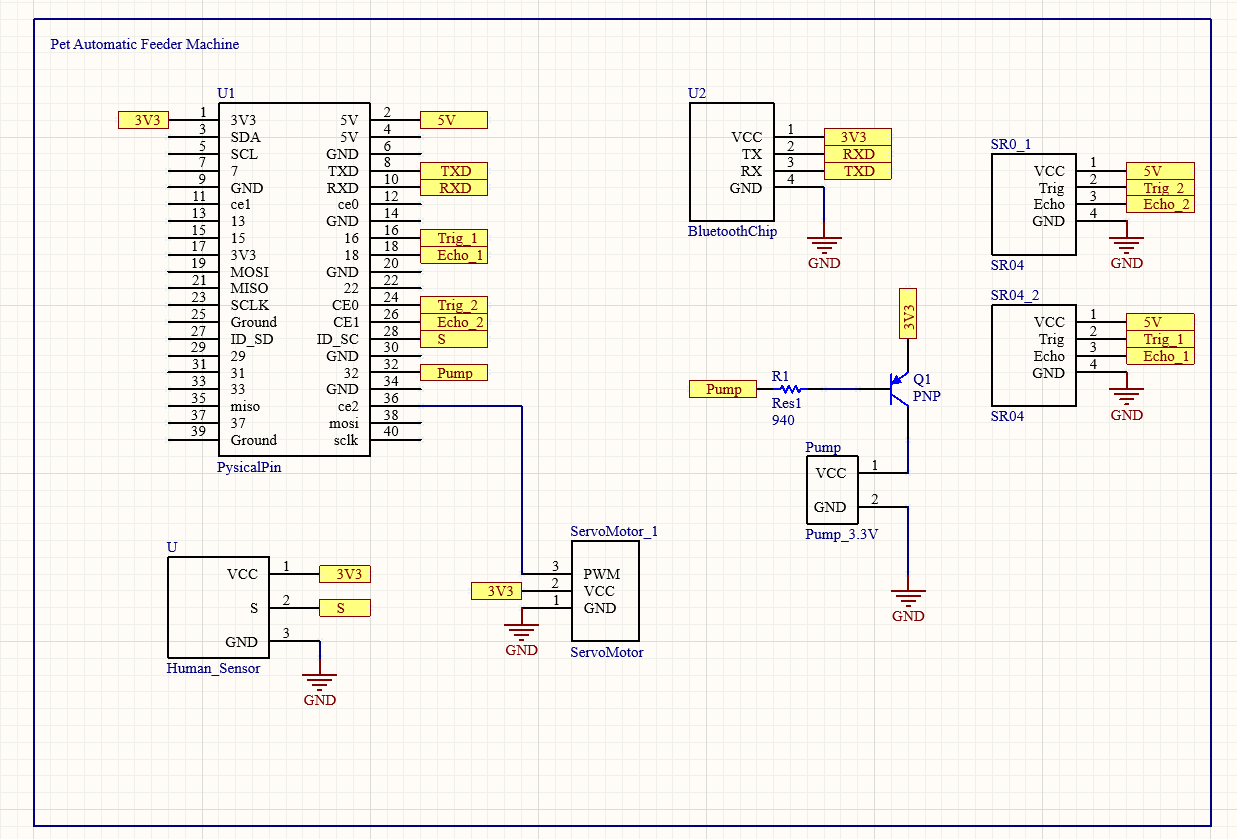 Pet Automatic Feeder Machine
U1
3V3 1 3V3 5V 2 5V
3 SDA 5V 4
5 SCL GND 6
7 7 TXD 8 TXD
9 GND RXD 10 RXD
11 ce1 ce0 12
13 13 GND 14
15 15 16 16 Trig_1
17 3V3 18 18 Echo_1
19 MOSI GND 20
21 MISO 22 22
23 SCLK CE0 24 Trig_2
25 Ground CE1 26 Echo_2
27 ID_SD ID_SC 28 S
29 29 GND 30
31 31 32 32 Pump
33 33 GND 34
35 miso ce2 36
37 37 mosi 38
39 Ground sclk 40
PysicalPin
U2
VCC 1 3V3
TX 2 RXD
RX 3 TXD
GND 4
BluetoothChip
GND
SR0_1
VCC 1 5V
Trig 2 Trig_2
Echo 3 Echo_2
GND 4
SR04
GND
SR04_2
VCC 1 5V
Trig 2 Trig_1
Echo 3 Echo_1
GND 4
SR04
GND
3V3
Pump
R1
Res1
940
Q1
PNP
Pump
VCC 1
GND 2
Pump_3.3V
GND
ServoMotor_1
3 PWM
3V3 2 VCC
1 GND
ServoMotor
GND
U
VCC 1 3V3
S 2 S
GND 3
Human_Sensor
GND